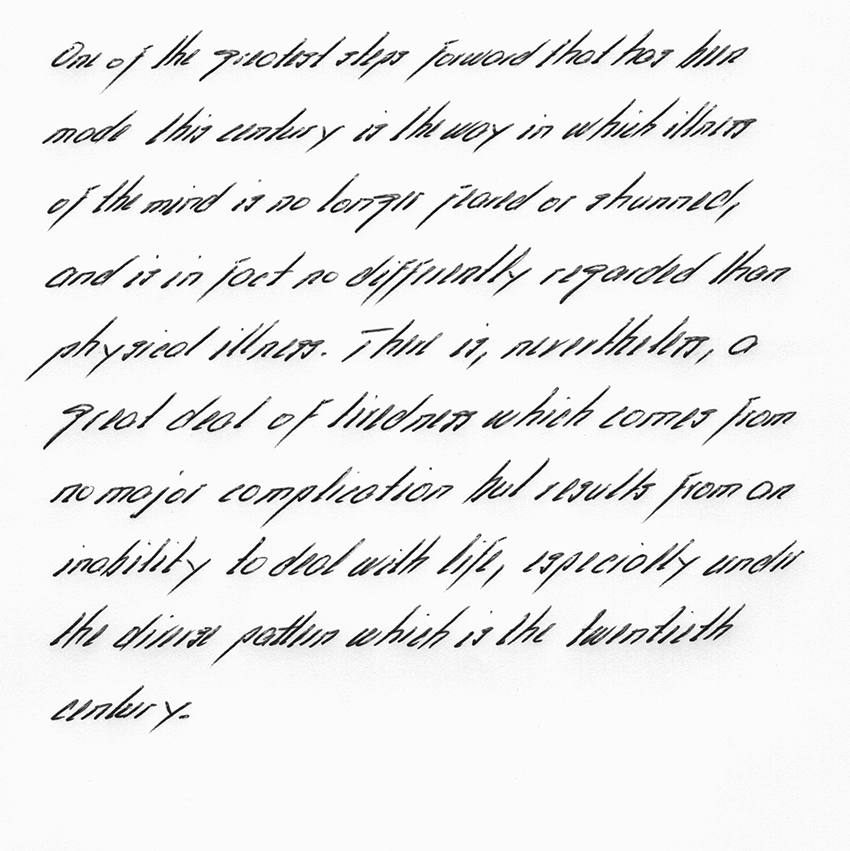 One of the greatest steps forward that has been
made this century is the way in which illness
of the mind is no longer feared or shunned,
and is in fact no differently regarded than
physical illness. There is, nevertheless, a
great deal of tiredness which comes from
no major complication but results from an
inability to deal with life, especially under
the diverse pattern which is the twentieth
century.